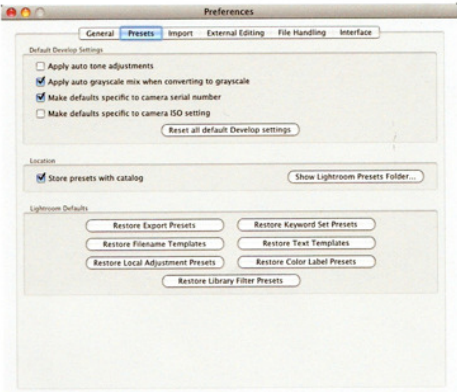 Preferences
General Presets Import External Editing File Handling Interface
Default Develop Settings
Apply auto tone adjustments
Apply auto grayscale mix when converting to grayscale
Make defaults specific to camera serial number
Make defaults specific to camera ISO setting
Reset all default Develop settings
Location
Store presets with catalog
Show Lightroom Presets Folder...
Lightroom Defaults
Restore Export Presets
Restore Keyword Set Presets
Restore Filename Templates
Restore Text Templates
Restore Local Adjustment Presets
Restore Color Label Presets
Restore Library Filter Presets